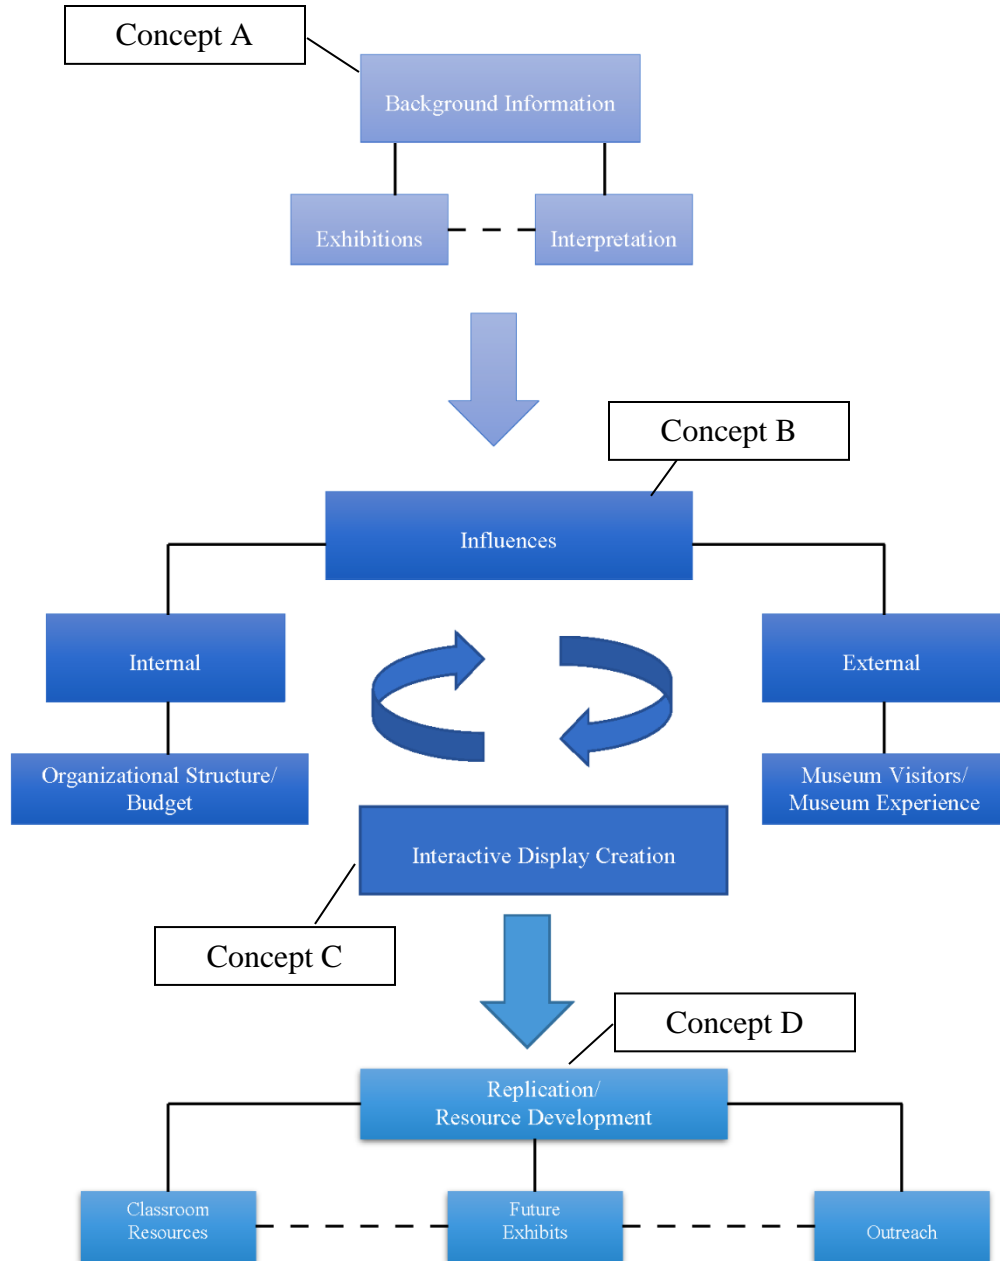 Concept A
Background Information
Exhibitions
Interpretation
Concept B
Influences
Internal
External
Organizational Structure/
Budget
Museum Visitors/
Museum Experience
Interactive Display Creation
Concept C
Concept D
Replication/
Resource Development
Classroom
Resources
Future
Exhibits
Outreach